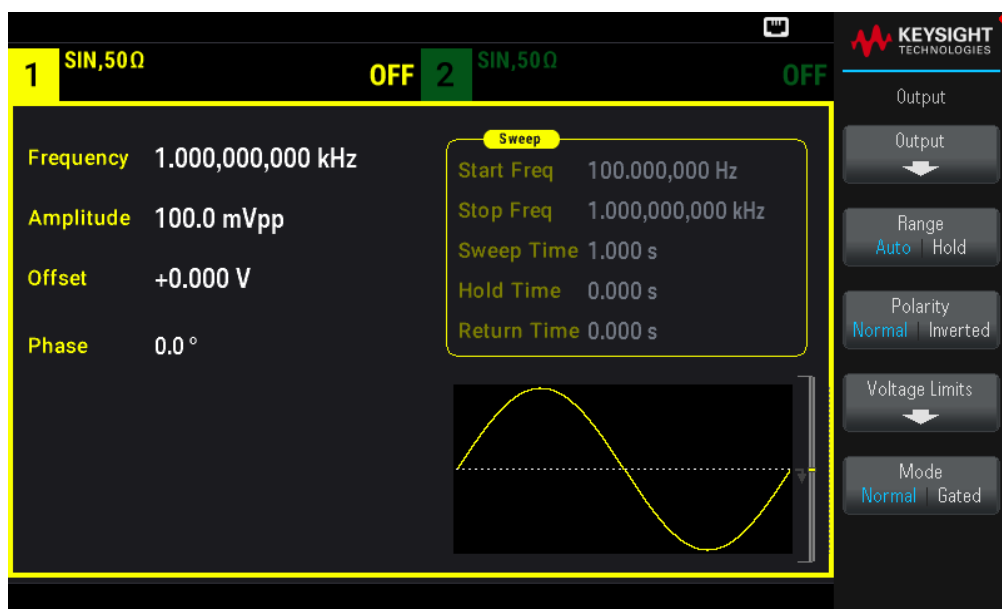 1 SIN,50Ω OFF
2 SIN,50Ω OFF
Frequency 1.000,000,000 kHz
Amplitude 100.0 mVpp
Offset +0.000 V
Phase 0.0 °
Sweep
Start Freq 100.000,000 Hz
Stop Freq 1.000,000,000 kHz
Sweep Time 1.000 s
Hold Time 0.000 s
Return Time 0.000 s
KEYSIGHT
TECHNOLOGIES
Output
Output
Range
Auto | Hold
Polarity
Normal | Inverted
Voltage Limits
Mode
Normal | Gated